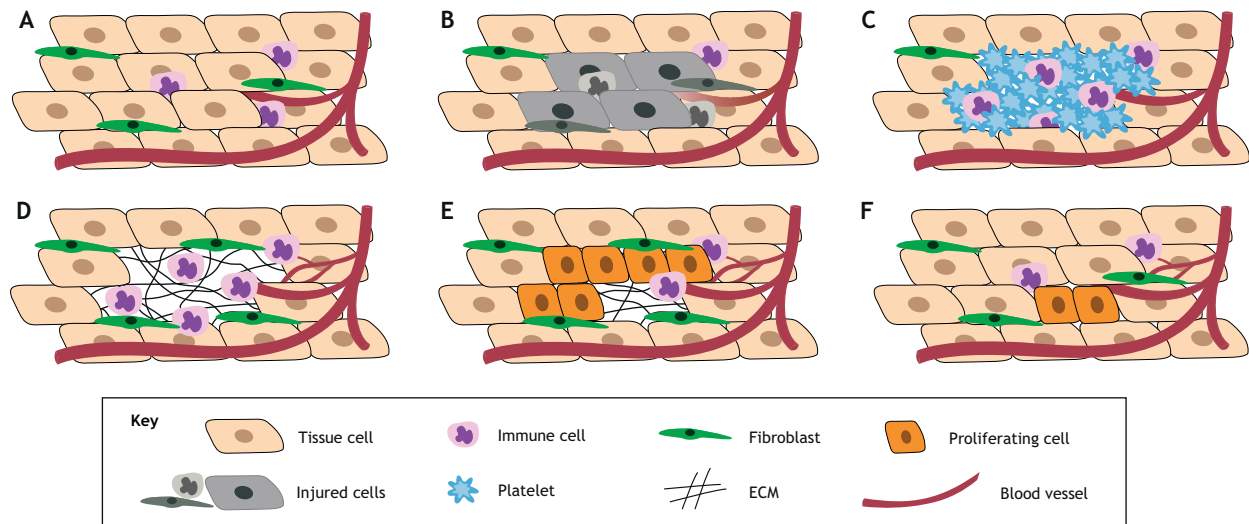 A
B
C
D
E
F
Key
Tissue cell
Immune cell
Fibroblast
Proliferating cell
Injured cells
Platelet
ECM
Blood vessel